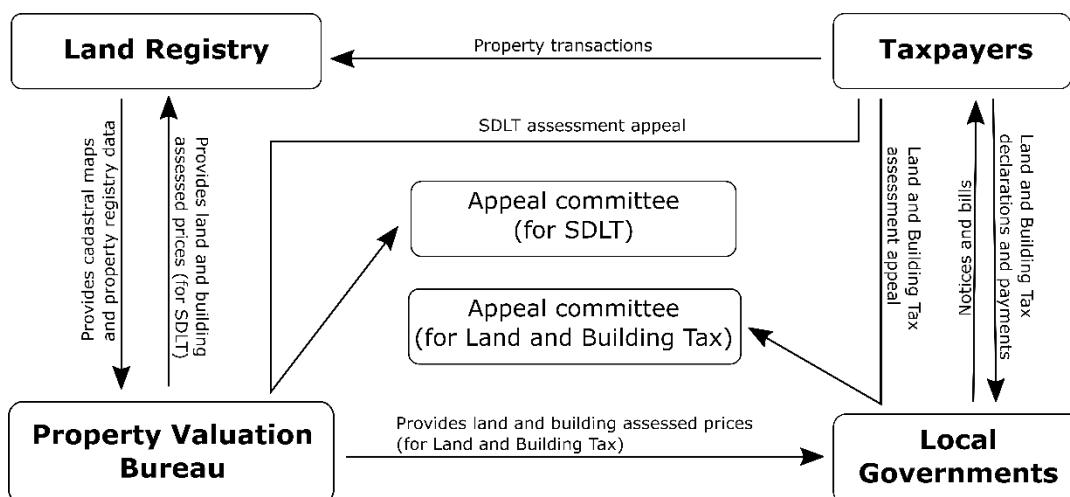 Land Registry
Property transactions
Taxpayers
SDLT assessment appeal
Provides cadastral maps
and property registry data
Provides land and building
assessed prices (for SDLT)
Appeal committee
(for SDLT)
Appeal committee
(for Land and Building Tax)
Land and Building Tax
assessment appeal
Notices and bills
Land and Building Tax
declarations and payments
Property Valuation
Bureau
Provides land and building assessed prices
(for Land and Building Tax)
Local
Governments